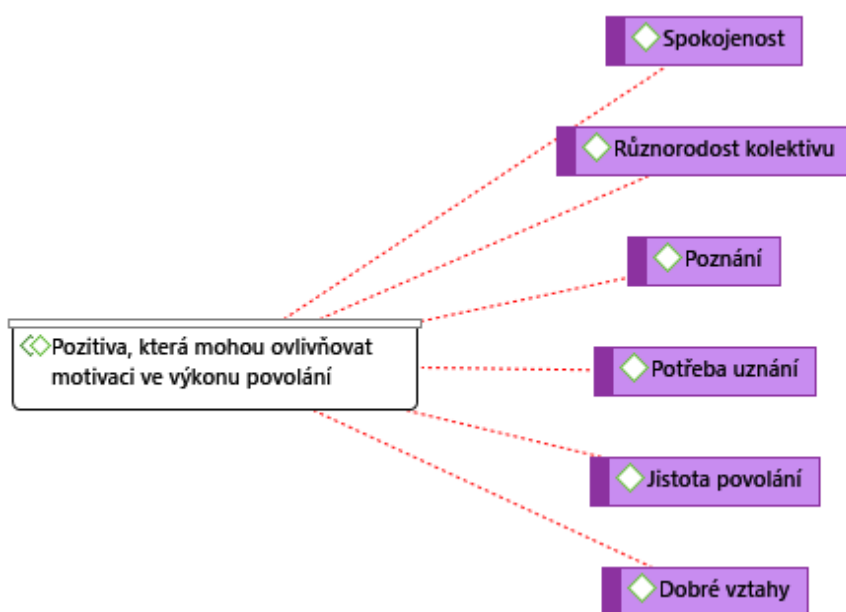 Spokojenost
Různorodost kolektivu
Poznání
Pozitiva, která mohou ovlivňovat
motivaci ve výkonu povolání
Potřeba uznání
Jistota povolání
Dobré vztahy